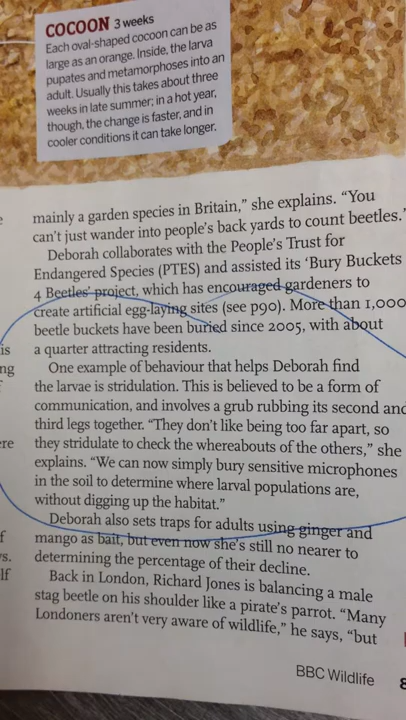 COCOON 3 weeks
Each oval-shaped cocoon can be as
large as an orange. Inside, the larva
pupates and metamorphoses into an
adult. Usually this takes about three
weeks in late summer; in a hot year,
though, the change is faster, and in
cooler conditions it can take longer.
mainly a garden species in Britain,” she explains. “You
can’t just wander into people’s back yards to count beetles.”
Deborah collaborates with the People’s Trust for
Endangered Species (PTES) and assisted its ‘Bury Buckets
4 Beetles’ project, which has encouraged gardeners to
create artificial egg-laying sites (see p90). More than 1,000
beetle buckets have been buried since 2005, with about
a quarter attracting residents.
One example of behaviour that helps Deborah find
the larvae is stridulation. This is believed to be a form of
communication, and involves a grub rubbing its second and
third legs together. “They don’t like being too far apart, so
they stridulate to check the whereabouts of the others,” she
explains. “We can now simply bury sensitive microphones
in the soil to determine where larval populations are,
without digging up the habitat.”
Deborah also sets traps for adults using ginger and
mango as bait, but even now she’s still no nearer to
determining the percentage of their decline.
Back in London, Richard Jones is balancing a male
stag beetle on his shoulder like a pirate’s parrot. “Many
Londoners aren’t very aware of wildlife,” he says, “but
BBC Wildlife